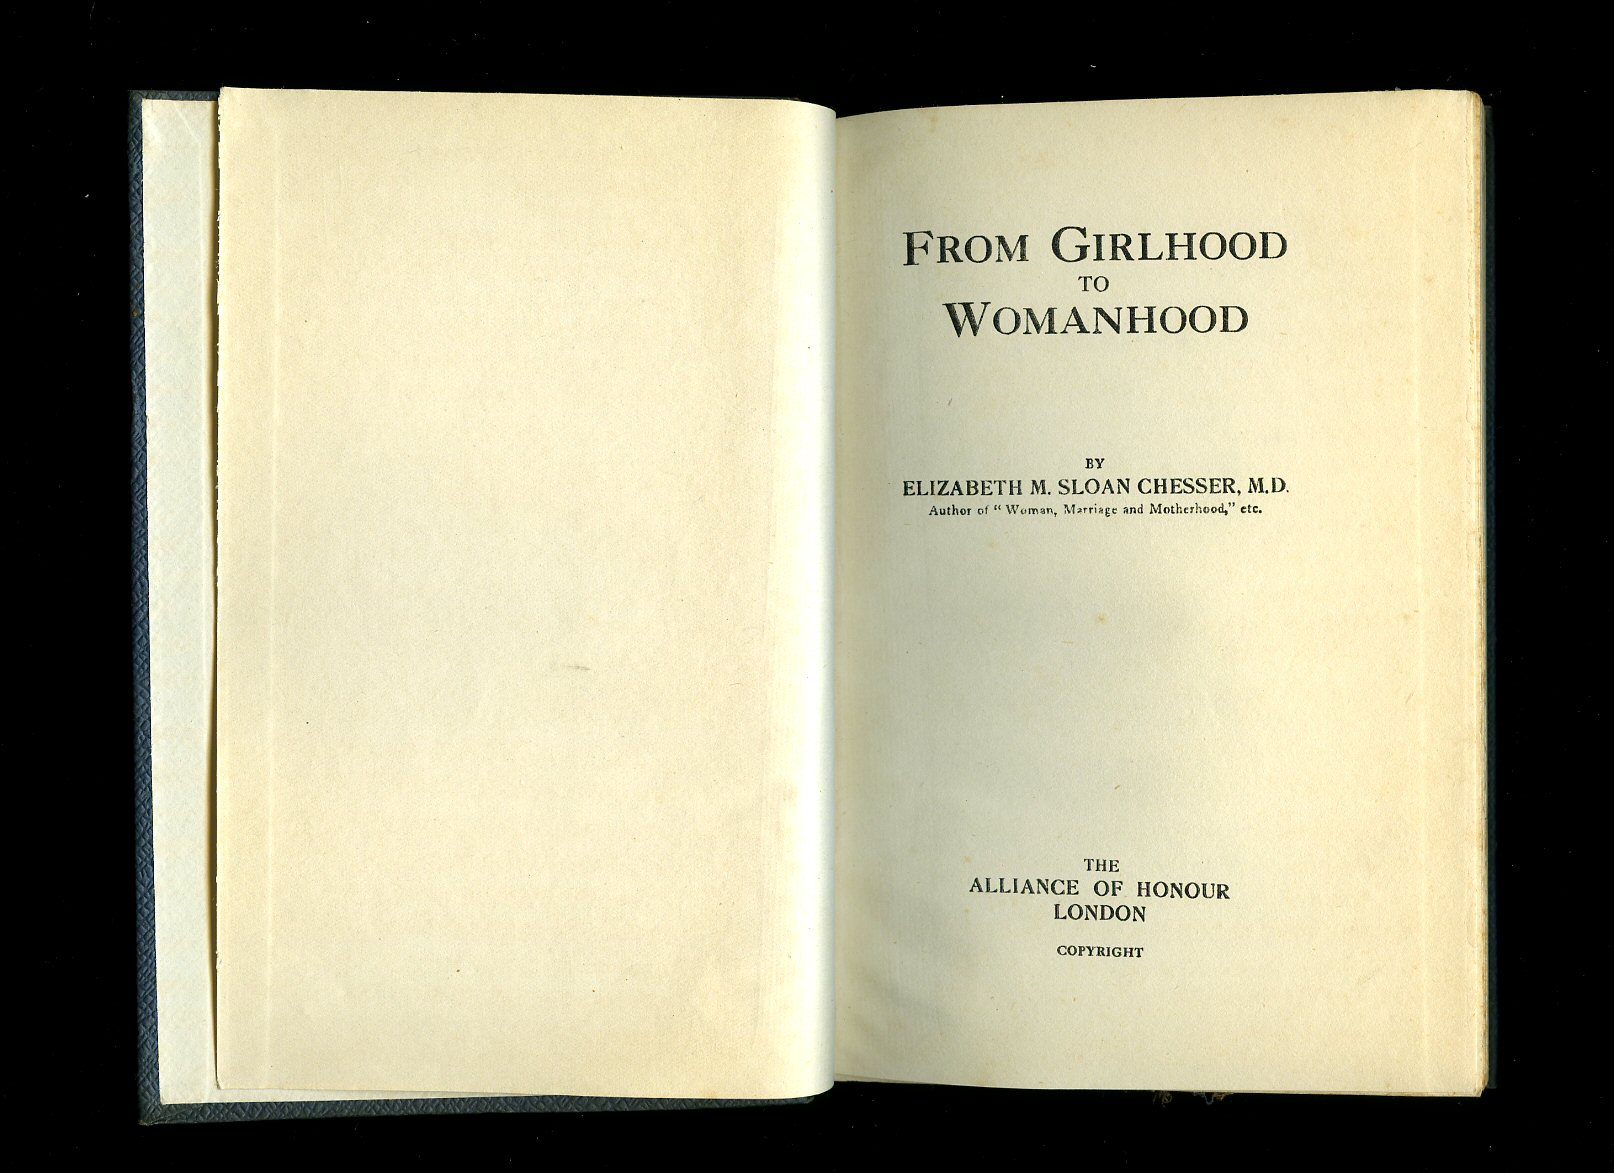 FROM GIRLHOOD
TO
WOMANHOOD
BY
ELIZABETH M. SLOAN CHESSER, M.D.
Author of “ Woman, Marriage and Motherhood,” etc.
THE
ALLIANCE OF HONOUR
LONDON
COPYRIGHT